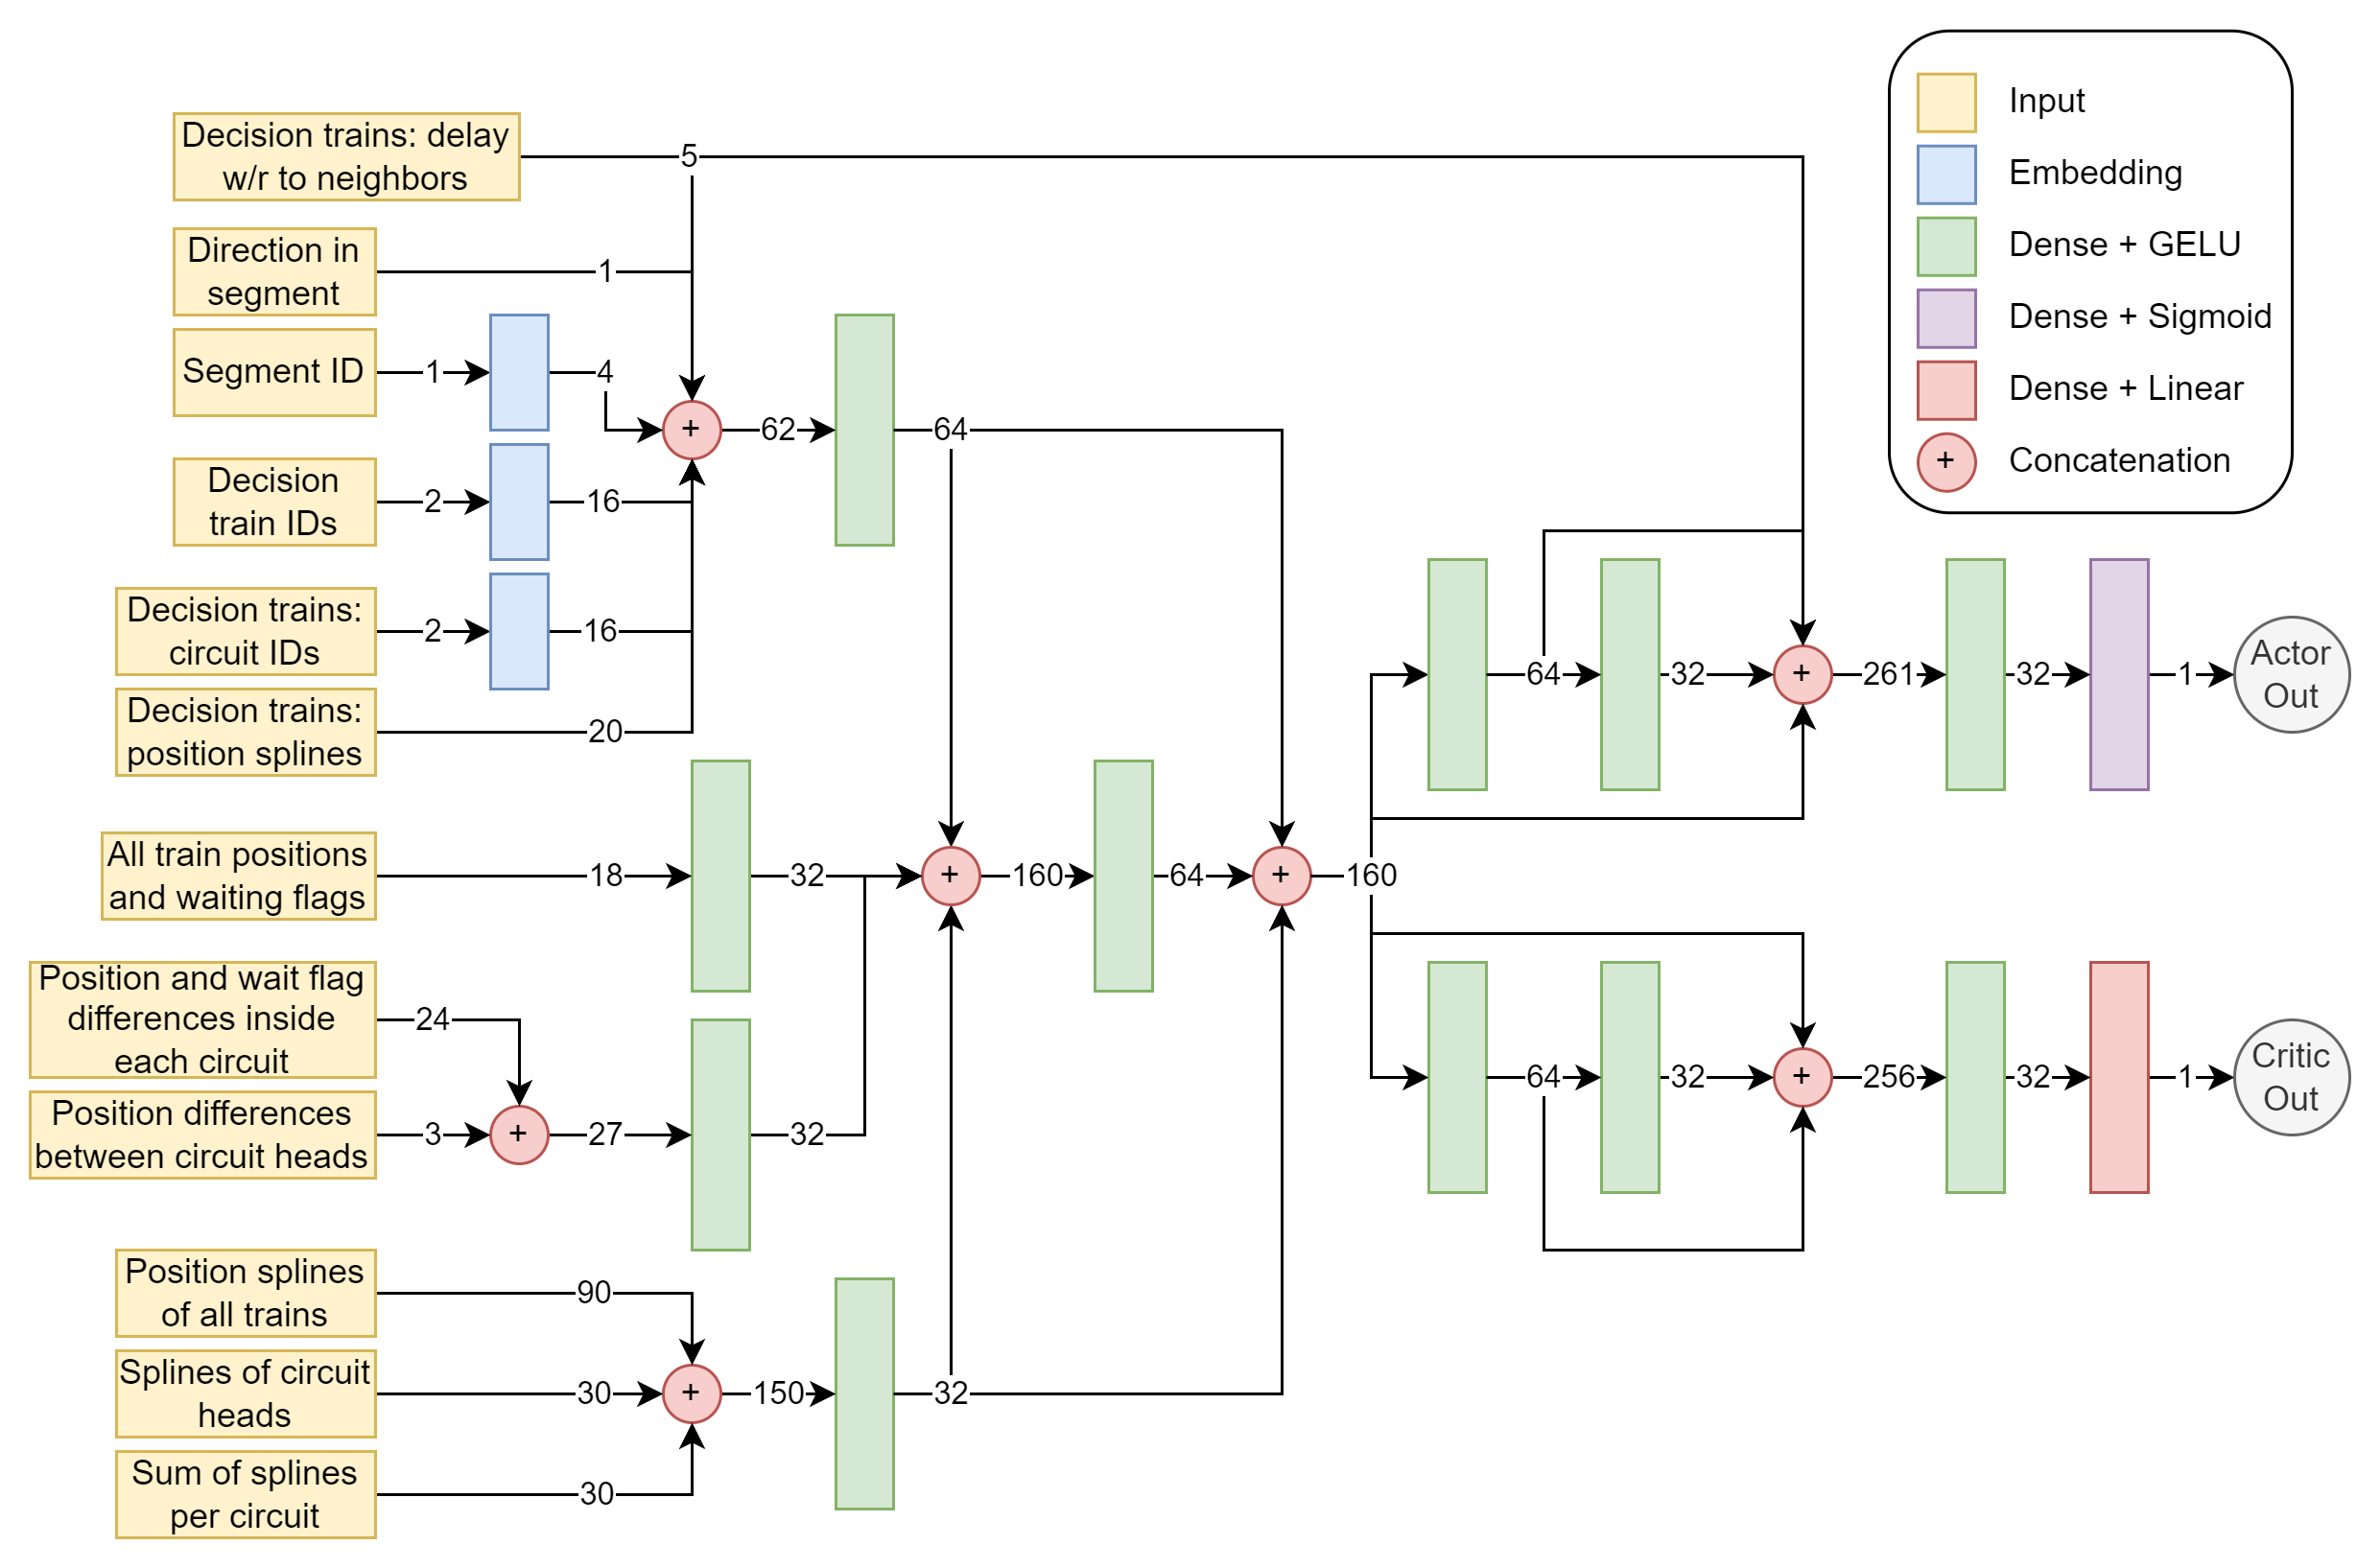 Input
Embedding
Dense + GELU
Dense + Sigmoid
Dense + Linear
+
Concatenation
Decision trains: delay
w/r to neighbors
5
Direction in
segment
1
Segment ID
1
4
Decision
train IDs
2
16
Decision trains:
circuit IDs
2
16
Decision trains:
position splines
20
+
62
64
All train positions
and waiting flags
18
32
Position and wait flag
differences inside
each circuit
24
Position differences
between circuit heads
3
+
27
32
Position splines
of all trains
90
Splines of circuit
heads
30
Sum of splines
per circuit
30
+
150
32
+
160
64
+
160
64
32
+
261
32
1
Actor
Out
64
32
+
256
32
1
Critic
Out